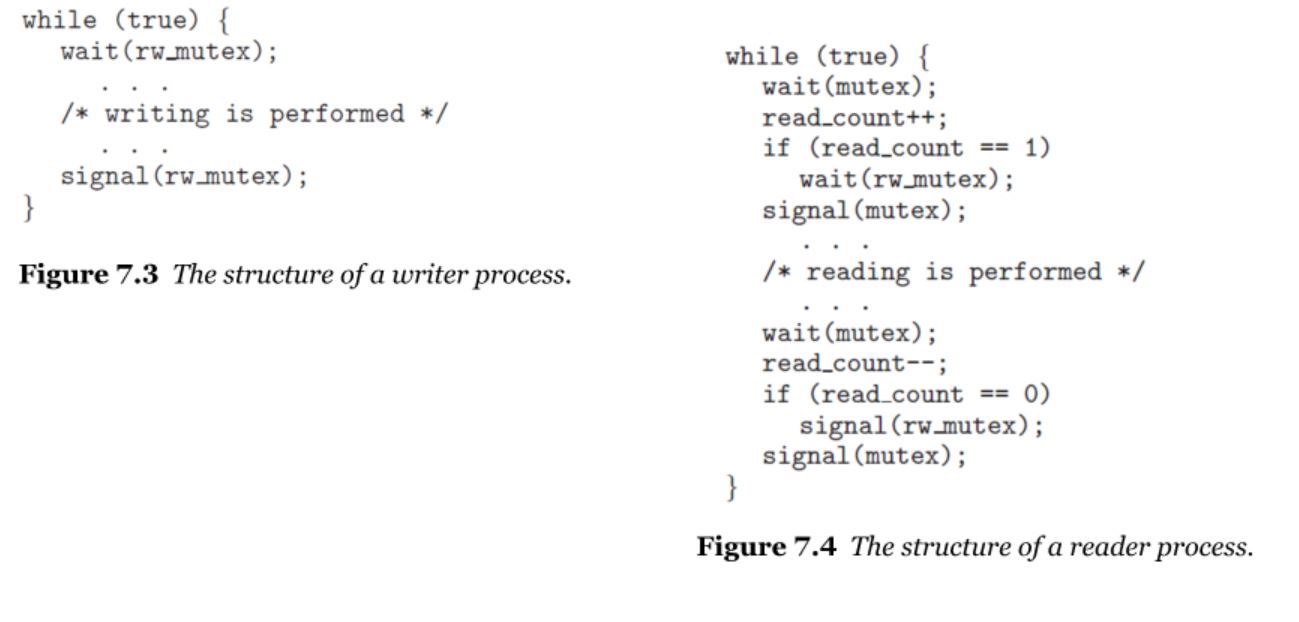 while (true) {
wait(rw_mutex);
. . .
/* writing is performed */
. . .
signal(rw_mutex);
}
Figure 7.3 The structure of a writer process.
while (true) {
wait(mutex);
read_count++;
if (read_count == 1)
wait(rw_mutex);
signal(mutex);
. . .
/* reading is performed */
. . .
wait(mutex);
read_count--;
if (read_count == 0)
signal(rw_mutex);
signal(mutex);
}
Figure 7.4 The structure of a reader process.